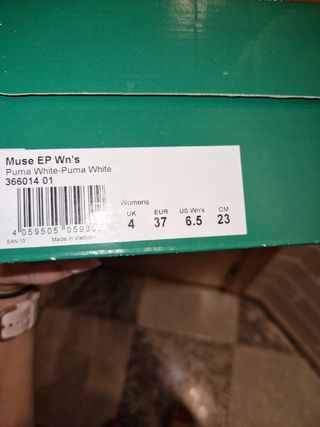 Muse EP Wn's
Puma White-Puma White
366014 01
Womens
UK EUR US Wn's CM
4 37 6.5 23
EAN 13 Made in Vietnam